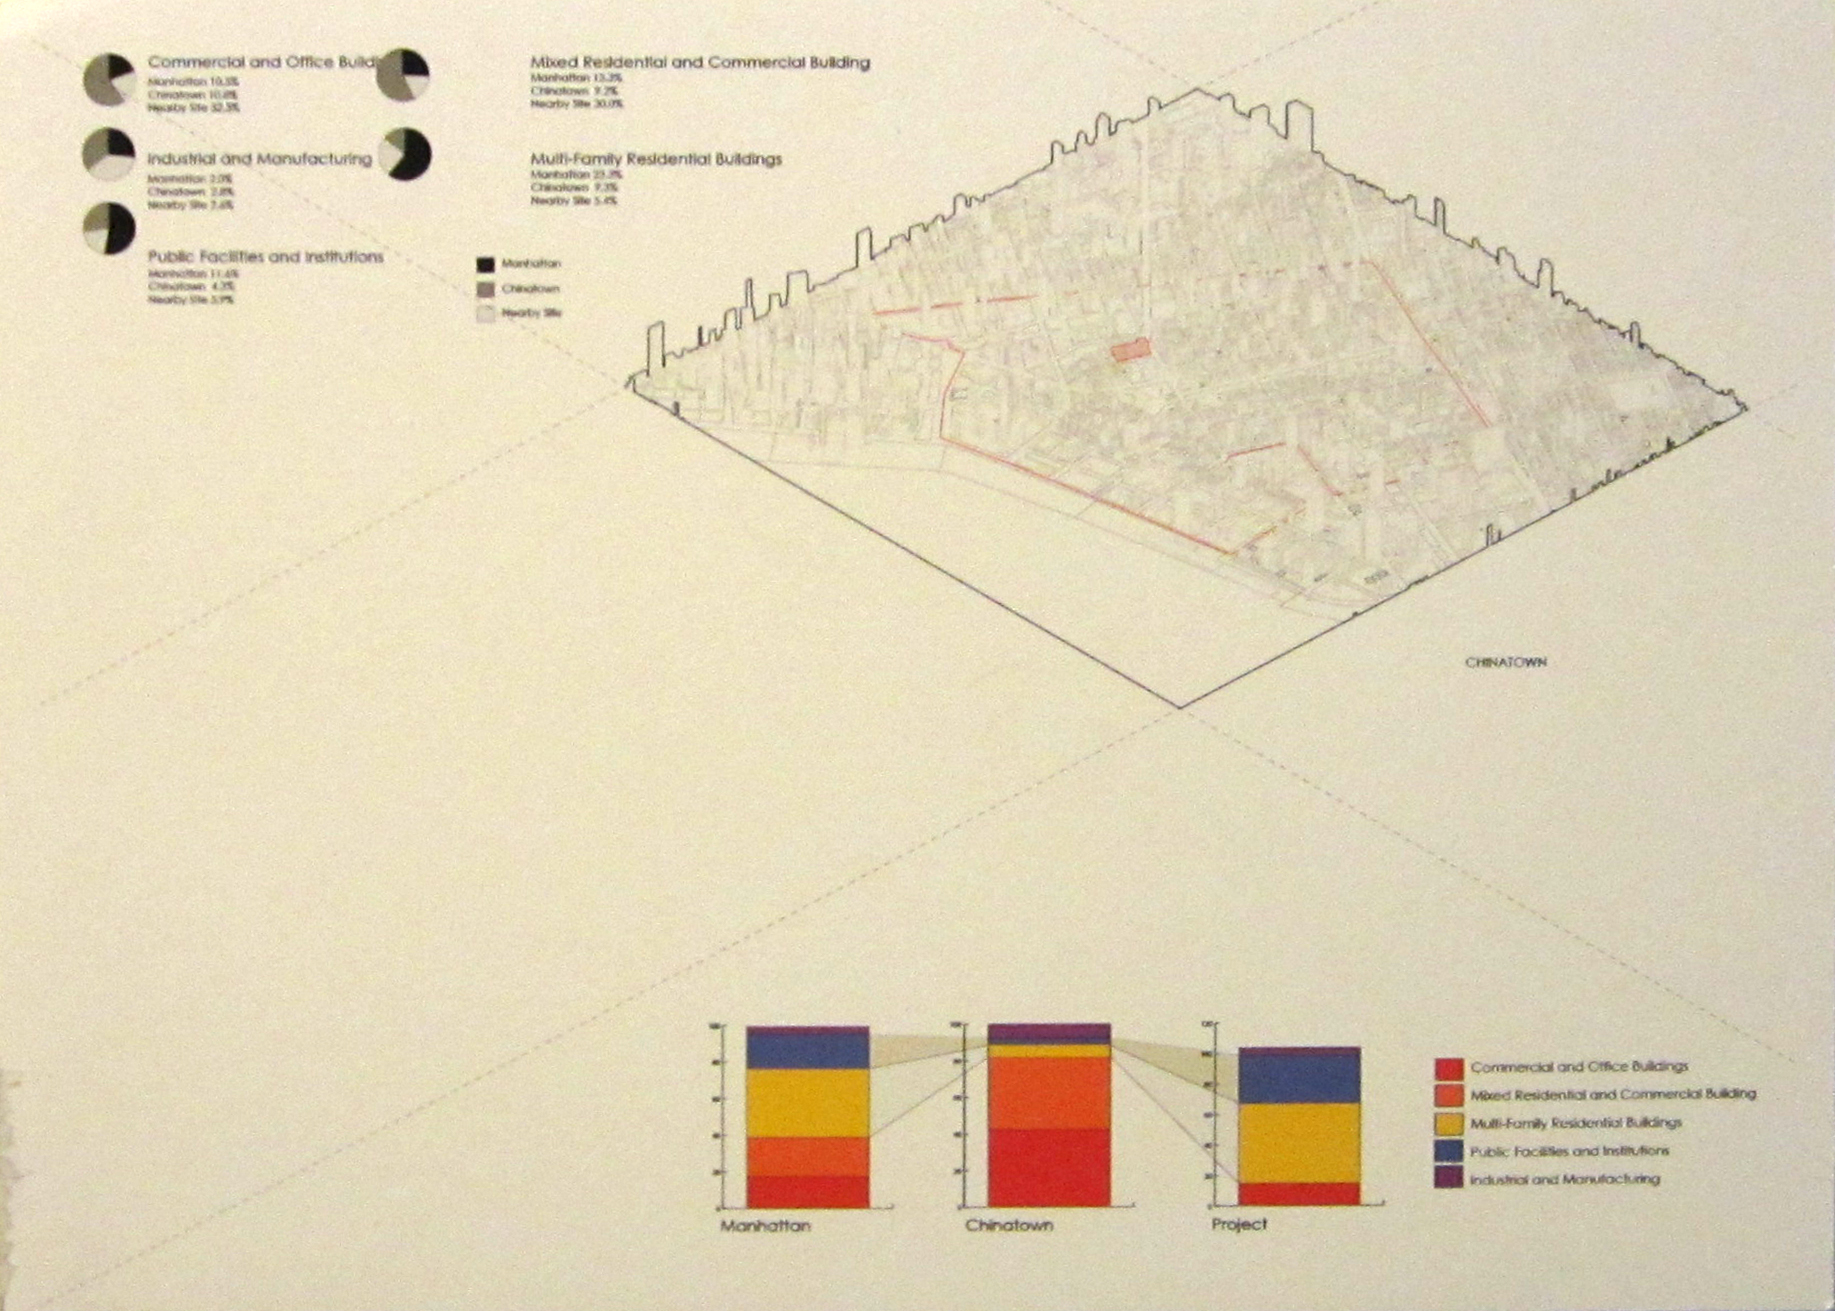 Commercial and Office Build
Manhattan 10.5%
Chinatown 10.8%
Nearby Site 32.5%
Mixed Residential and Commercial Building
Manhattan 13.3%
Chinatown 9.2%
Nearby Site 30.0%
Industrial and Manufacturing
Manhattan 2.0%
Chinatown 2.8%
Nearby Site
Multi-Family Residential Buildings
Manhattan 23.3%
Chinatown 9.3%
Nearby Site 5.4%
Public Facilities and Institutions
Manhattan 11.6%
Chinatown 4.3%
Nearby Site 5.9%
Manhattan
Chinatown
Nearby Site
CHINATOWN
Commercial and Office Buildings
Mixed Residential and Commercial Building
Multi-Family Residential Buildings
Public Facilities and Institutions
Industrial and Manufacturing
Manhattan
Chinatown
Project